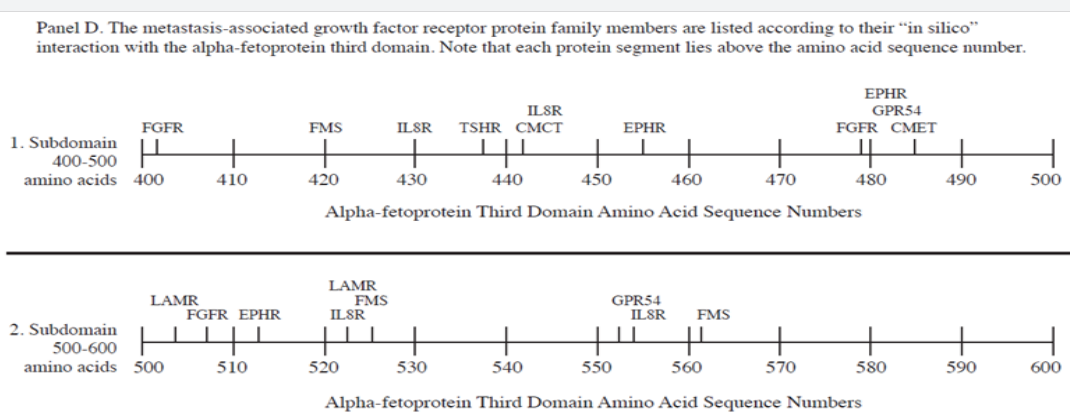 Panel D. The metastasis-associated growth factor receptor protein family members are listed according to their “in silico”
interaction with the alpha-fetoprotein third domain. Note that each protein segment lies above the amino acid sequence number.
EPHR
IL8R GPR54
FGFR FMS IL8R TSHR CMCT EPHR FGFR CMET
1. Subdomain
400-500
amino acids 400 410 420 430 440 450 460 470 480 490 500
Alpha-fetoprotein Third Domain Amino Acid Sequence Numbers
LAMR
LAMR FMS GPR54
FGFR EPHR IL8R IL8R FMS
2. Subdomain
500-600
amino acids 500 510 520 530 540 550 560 570 580 590 600
Alpha-fetoprotein Third Domain Amino Acid Sequence Numbers